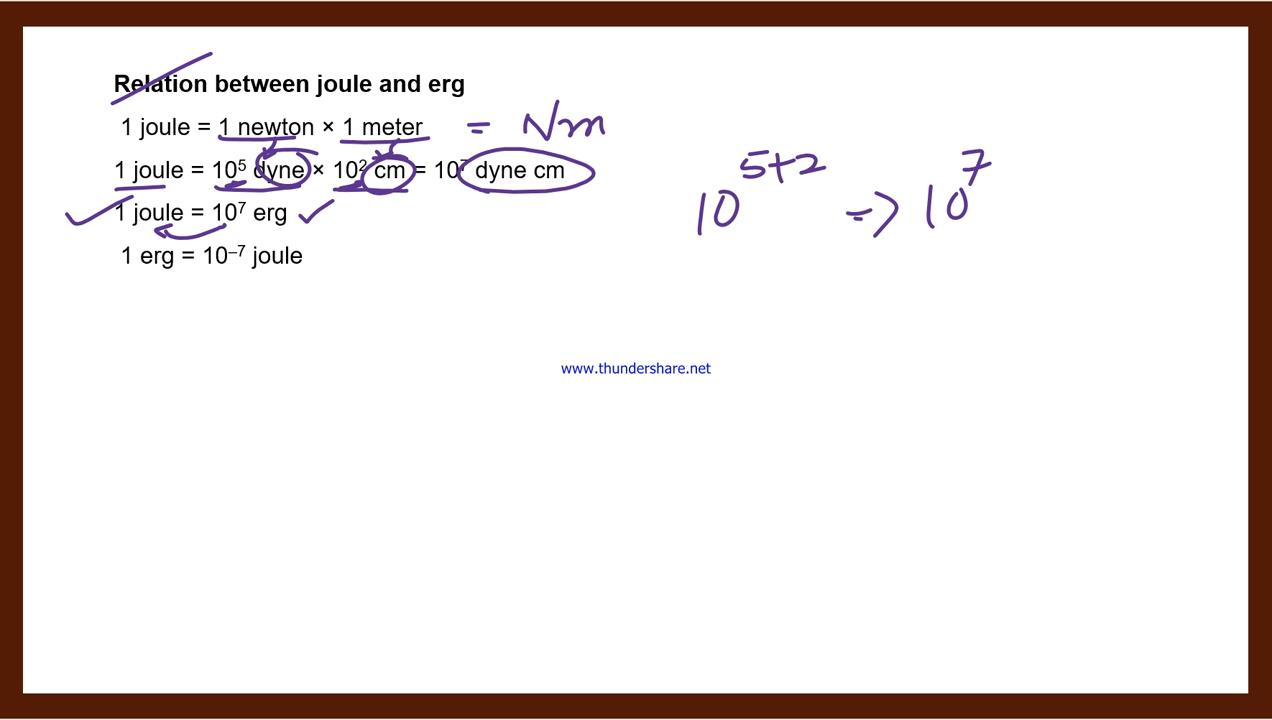 Relation between joule and erg
1 joule = 1 newton × 1 meter = Nm
1 joule = 10⁵ dyne × 10² cm = 10⁷ dyne cm
10⁵⁺² => 10⁷
1 joule = 10⁷ erg
1 erg = 10⁻⁷ joule
www.thundershare.net